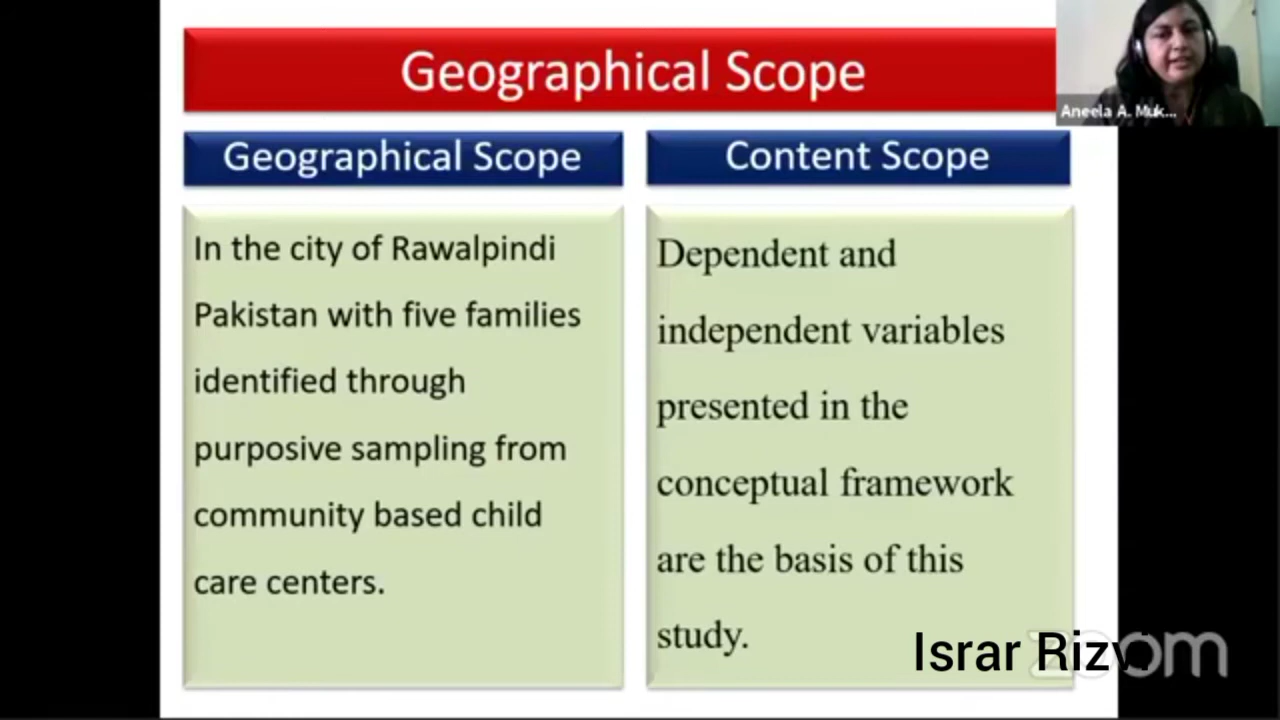 Geographical Scope
Aneela A. Muk...
Geographical Scope
Content Scope
In the city of Rawalpindi
Pakistan with five families
identified through
purposive sampling from
community based child
care centers.
Dependent and
independent variables
presented in the
conceptual framework
are the basis of this
study.
Israr Rizvi
zoom